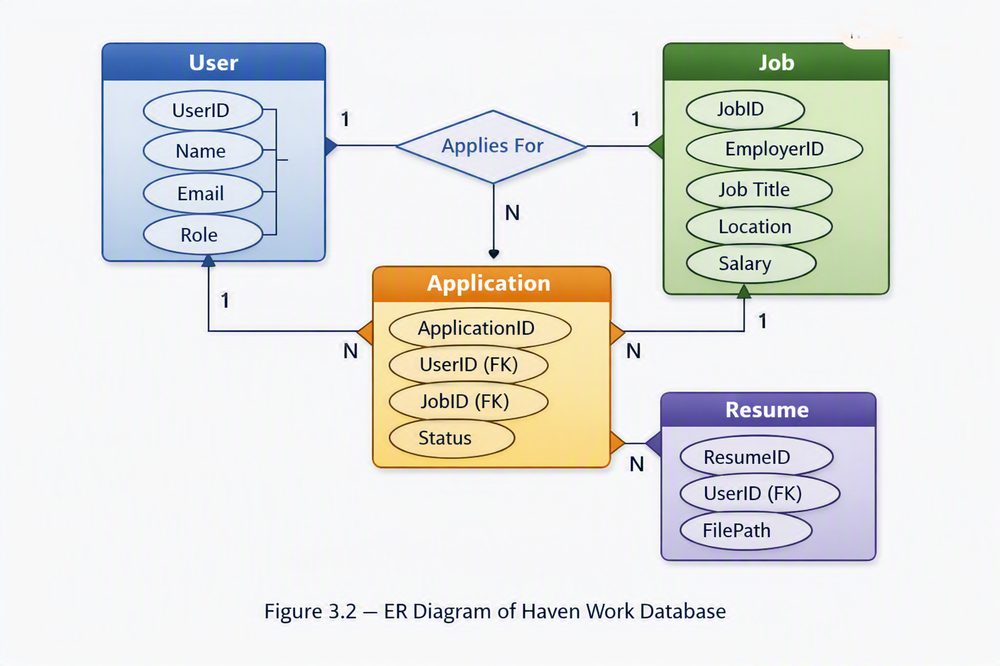 User
UserID
Name
Email
Role
1
Applies For
1
N
Job
JobID
EmployerID
Job Title
Location
Salary
1
N
Application
ApplicationID
UserID (FK)
JobID (FK)
Status
1
N
N
Resume
ResumeID
UserID (FK)
FilePath
Figure 3.2 — ER Diagram of Haven Work Database